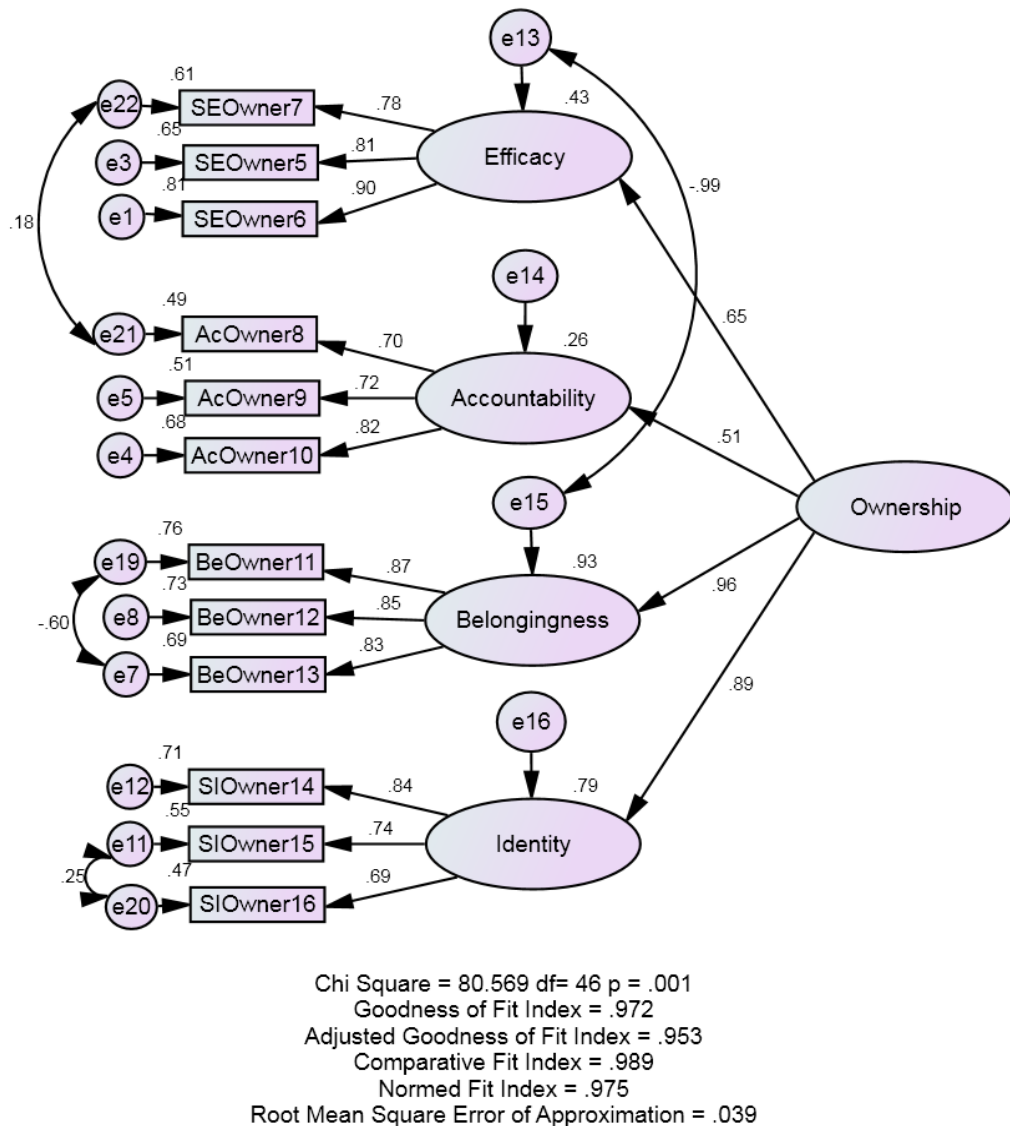 e13
.61
.43
e22
SEOwner7
.78
.65
e3
SEOwner5
.81
Efficacy
.81
.90
e1
SEOwner6
-.99
.18
e14
.49
e21
AcOwner8
.70
.26
.65
.51
e5
AcOwner9
.72
Accountability
.68
.82
e4
AcOwner10
.51
e15
Ownership
.76
e19
BeOwner11
.87
.93
.73
.96
e8
BeOwner12
.85
Belongingness
-.60
.69
.83
e7
BeOwner13
.89
e16
.71
e12
SIOwner14
.84
.79
.55
e11
SIOwner15
.74
Identity
.25
.47
.69
e20
SIOwner16
Chi Square = 80.569 df= 46 p = .001
Goodness of Fit Index = .972
Adjusted Goodness of Fit Index = .953
Comparative Fit Index = .989
Normed Fit Index = .975
Root Mean Square Error of Approximation = .039